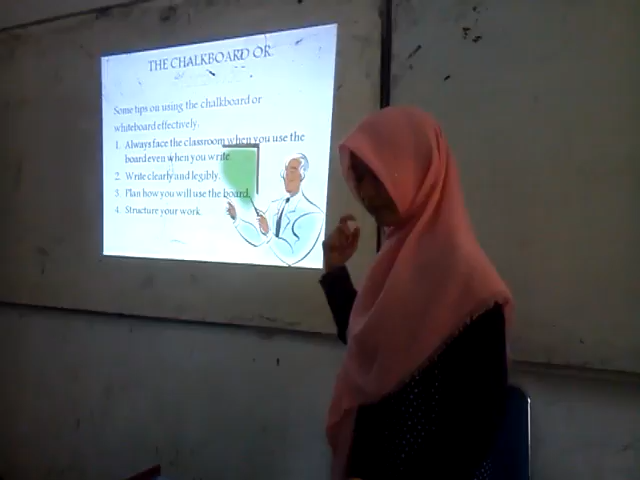 THE CHALKBOARD OR
Some tips on using the chalkboard or
whiteboard effectively.
1. Always face the classroom when you use the
board even when you write.
2. Write clearly and legibly.
3. Plan how you will use the board.
4. Structure your work.